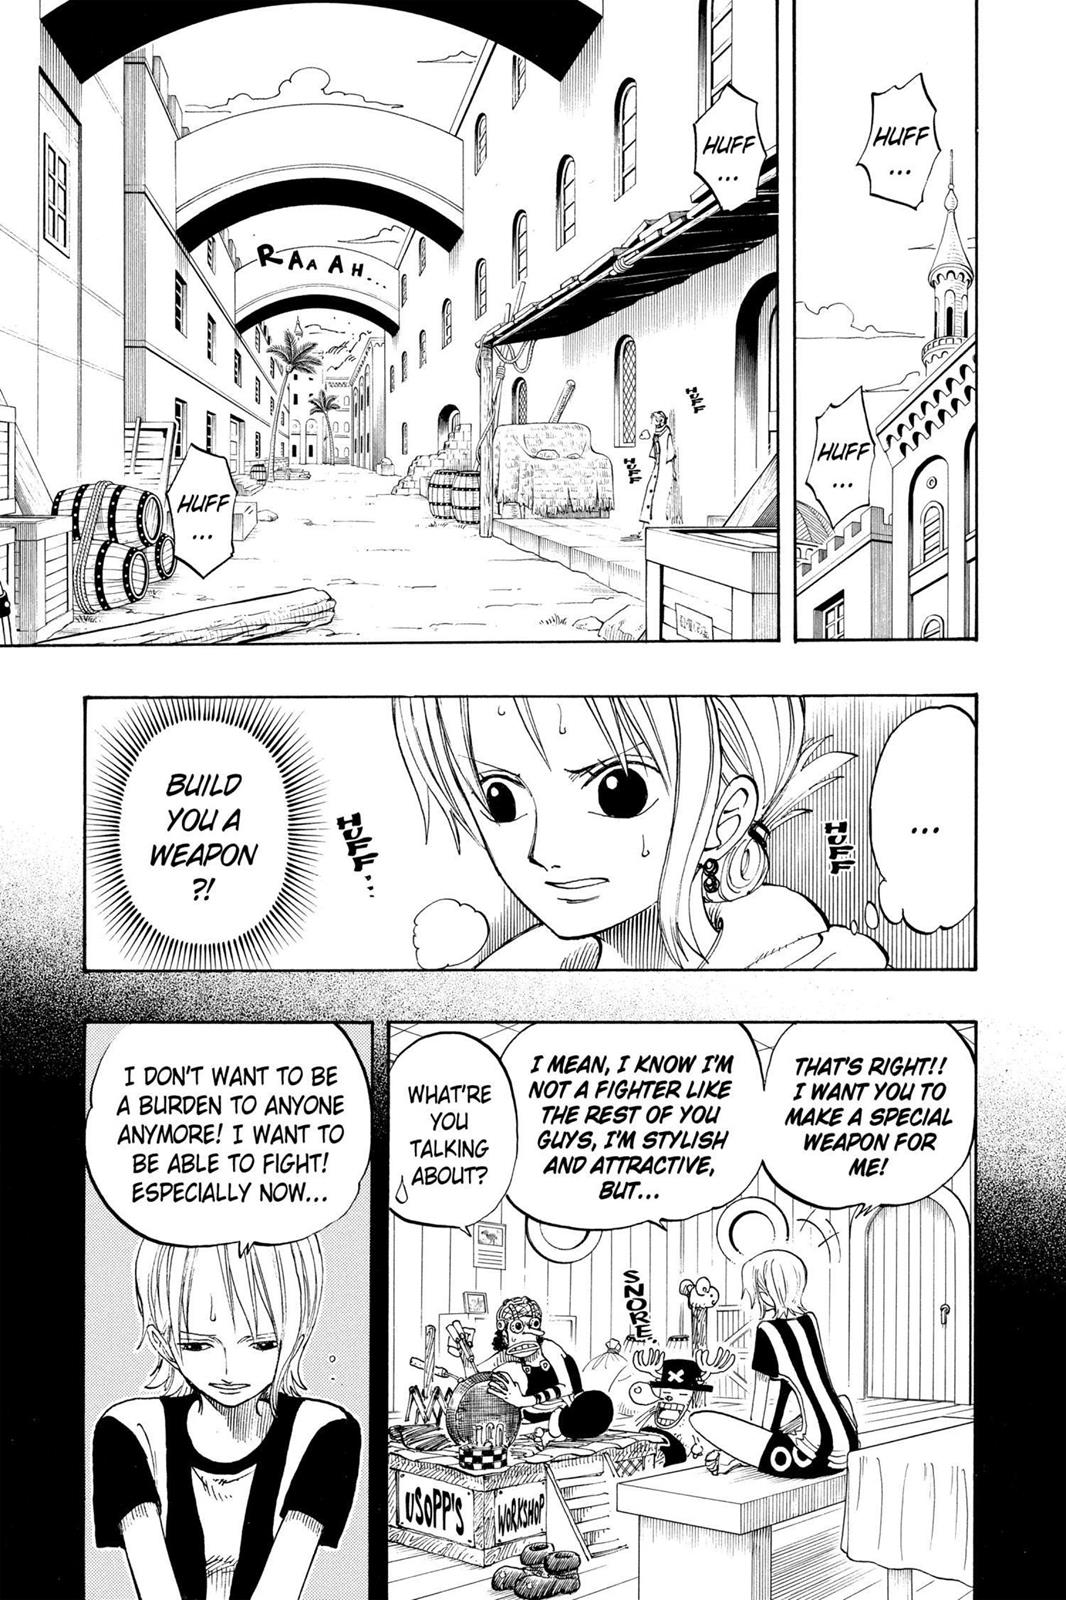 HUFF
...
HUFF
...
HUFF
...
RAAAH...
HUFF
HUFF
HUFF
...
...
HUFF
BUILD
YOU A
WEAPON
?!
HUFF...
THAT'S RIGHT!!
I WANT YOU TO
MAKE A SPECIAL
WEAPON FOR
ME!
I MEAN, I KNOW I'M
NOT A FIGHTER LIKE
THE REST OF YOU
GUYS, I'M STYLISH
AND ATTRACTIVE,
BUT...
WHAT'RE
YOU
TALKING
ABOUT?
SNORE...
USOPP'S
WORKSHOP
I DON'T WANT TO BE
A BURDEN TO ANYONE
ANYMORE! I WANT TO
BE ABLE TO FIGHT!
ESPECIALLY NOW...